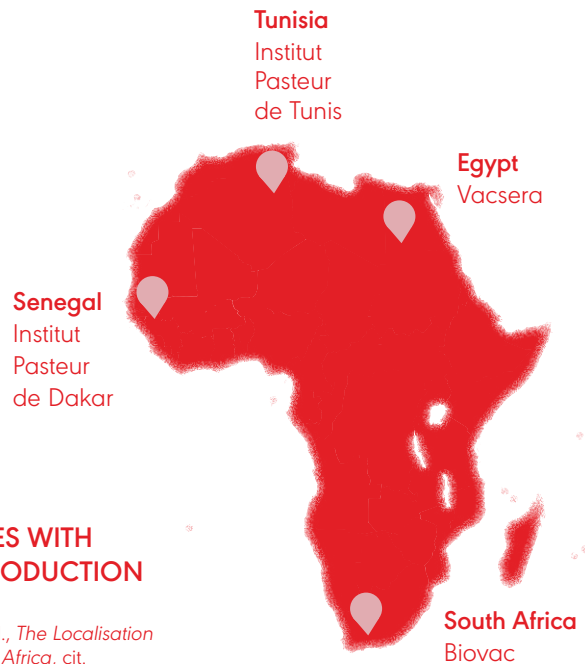 Tunisia
Institut
Pasteur
de Tunis
Egypt
Vacsera
Senegal
Institut
Pasteur
de Dakar
ES WITH
ODUCTION
., The Localisation
Africa, cit.
South Africa
Biovac